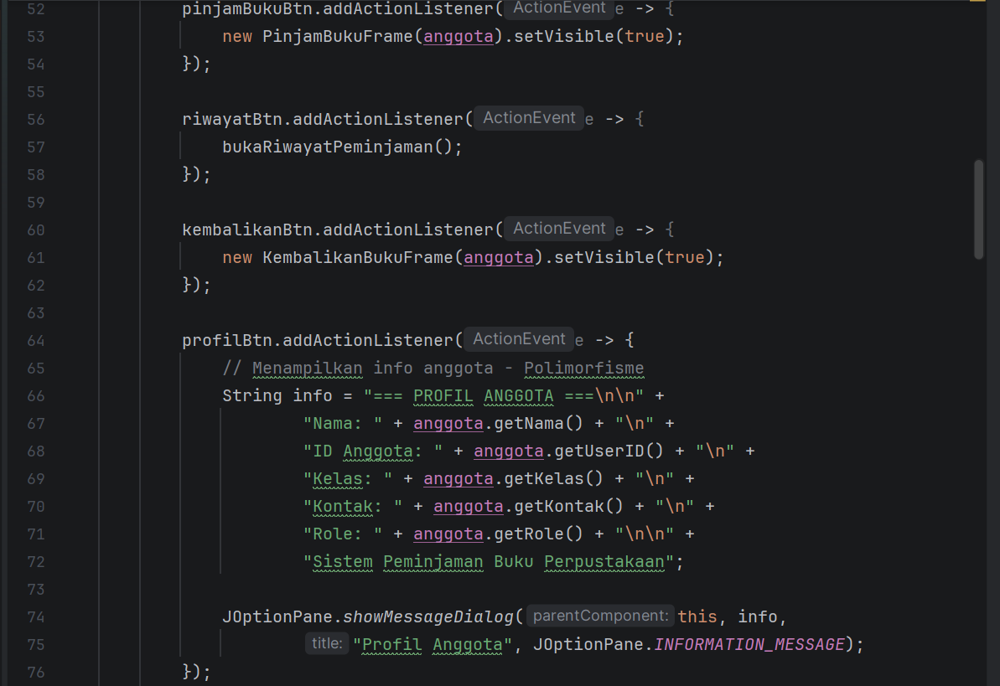 52 pinjamBukuBtn.addActionListener( ActionEvent e -> {
53 new PinjamBukuFrame(anggota).setVisible(true);
54 });
55
56 riwayatBtn.addActionListener( ActionEvent e -> {
57 bukaRiwayatPeminjaman();
58 });
59
60 kembalikanBtn.addActionListener( ActionEvent e -> {
61 new KembalikanBukuFrame(anggota).setVisible(true);
62 });
63
64 profilBtn.addActionListener( ActionEvent e -> {
65 // Menampilkan info anggota - Polimorfisme
66 String info = "=== PROFIL ANGGOTA ===\n\n" +
67 "Nama: " + anggota.getNama() + "\n" +
68 "ID Anggota: " + anggota.getUserID() + "\n" +
69 "Kelas: " + anggota.getKelas() + "\n" +
70 "Kontak: " + anggota.getKontak() + "\n" +
71 "Role: " + anggota.getRole() + "\n\n" +
72 "Sistem Peminjaman Buku Perpustakaan";
73
74 JOptionPane.showMessageDialog( parentComponent: this, info,
75 title: "Profil Anggota", JOptionPane.INFORMATION_MESSAGE);
76 });